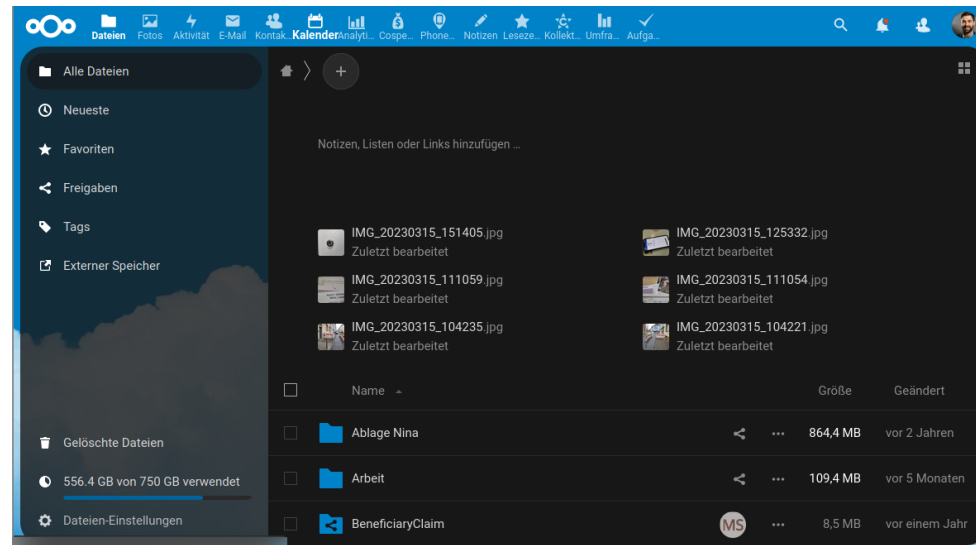 Dateien Fotos Aktivität E-Mail Kontak... Kalender Analyti... Cospe... Phone... Notizen Leseze... Kollekt... Umfra... Aufga...
Alle Dateien
Neueste
Favoriten
Freigaben
Tags
Externer Speicher
Gelöschte Dateien
556.4 GB von 750 GB verwendet
Dateien-Einstellungen
Notizen, Listen oder Links hinzufügen ...
IMG_20230315_151405.jpg
Zuletzt bearbeitet
IMG_20230315_125332.jpg
Zuletzt bearbeitet
IMG_20230315_111059.jpg
Zuletzt bearbeitet
IMG_20230315_111054.jpg
Zuletzt bearbeitet
IMG_20230315_104235.jpg
Zuletzt bearbeitet
IMG_20230315_104221.jpg
Zuletzt bearbeitet
Name Größe Geändert
Ablage Nina 864,4 MB vor 2 Jahren
Arbeit 109,4 MB vor 5 Monaten
BeneficiaryClaim MS 8,5 MB vor einem Jahr